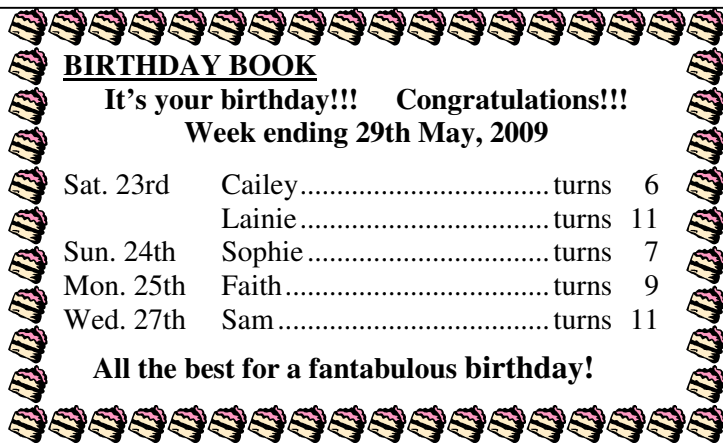 BIRTHDAY BOOK
It's your birthday!!! Congratulations!!!
Week ending 29th May, 2009
Sat. 23rd Cailey.................................. turns 6
Lainie................................... turns 11
Sun. 24th Sophie ................................. turns 7
Mon. 25th Faith.................................... turns 9
Wed. 27th Sam ..................................... turns 11
All the best for a fantabulous birthday!